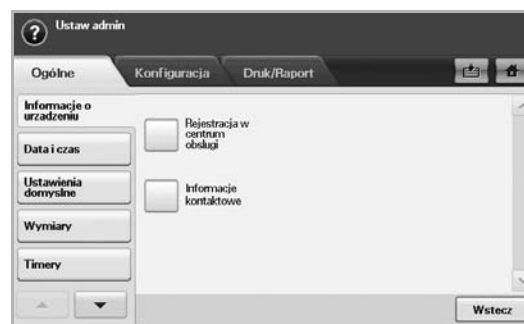 Ustaw admin
Ogólne
Konfiguracja
Druk/Raport
Informacje o
urzadzeniu
Data i czas
Ustawienia
domyslne
Wymiary
Timery
Rejestracja w
centrum
obslugi
Informacje
kontaktowe
Wstecz